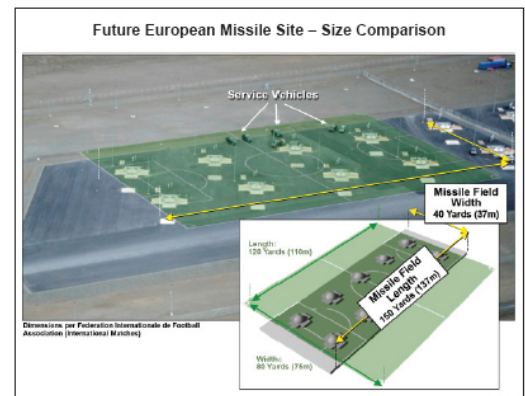 Future European Missile Site – Size Comparison
Service Vehicles
Missile Field
Width
40 Yards (37m)
Length:
120 Yards (110m)
Missile Field
Length
150 Yards (137m)
Dimensions per Federation Internationale de Football
Association (International Matches)
Width:
80 Yards (75m)